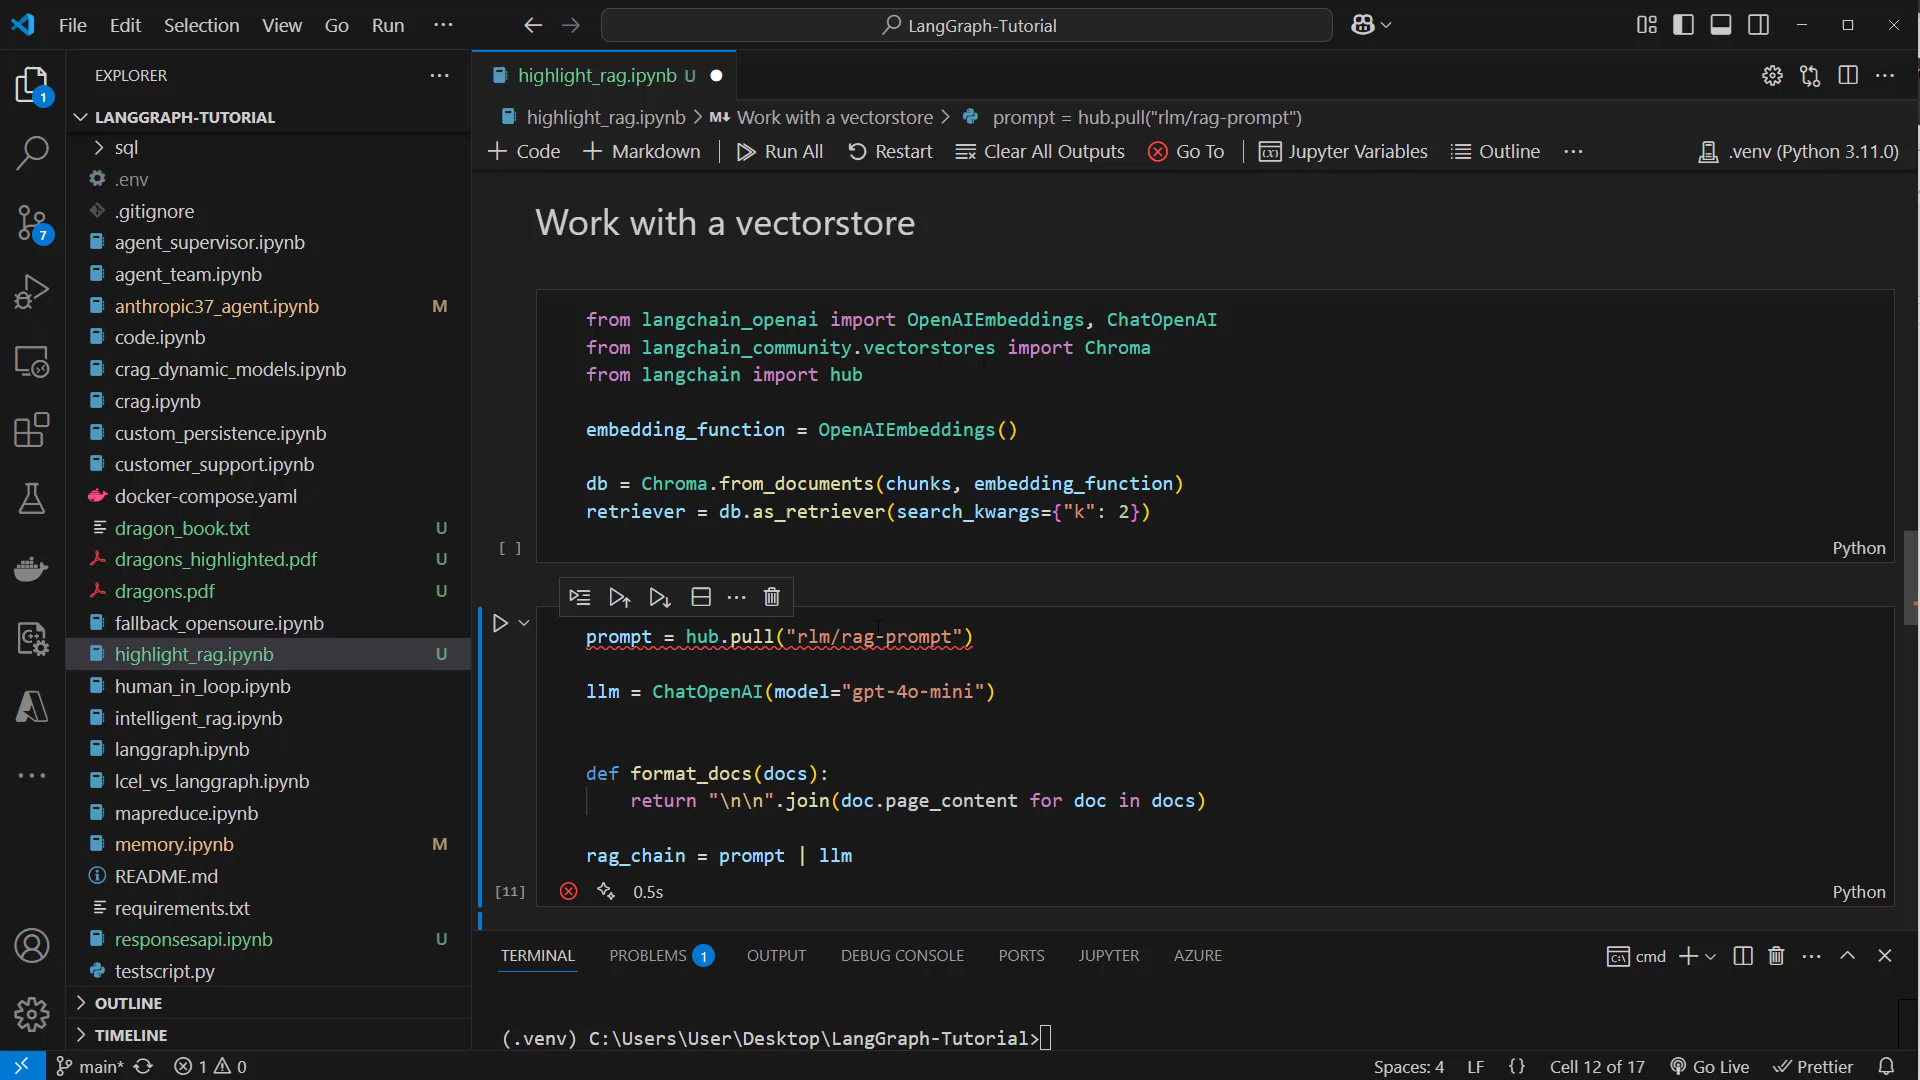 File Edit Selection View Go Run ··· LangGraph-Tutorial
EXPLORER
LANGGRAPH-TUTORIAL
sql
.env
.gitignore
agent_supervisor.ipynb
agent_team.ipynb
anthropic37_agent.ipynb M
code.ipynb
crag_dynamic_models.ipynb
crag.ipynb
custom_persistence.ipynb
customer_support.ipynb
docker-compose.yaml
dragon_book.txt U
dragons_highlighted.pdf U
dragons.pdf U
fallback_opensoure.ipynb
highlight_rag.ipynb U
human_in_loop.ipynb
intelligent_rag.ipynb
langgraph.ipynb
lcel_vs_langgraph.ipynb
mapreduce.ipynb
memory.ipynb M
README.md
requirements.txt
responsesapi.ipynb U
testscript.py
OUTLINE
TIMELINE
1
7
highlight_rag.ipynb U
highlight_rag.ipynb > M↓ Work with a vectorstore > prompt = hub.pull("rlm/rag-prompt")
+ Code + Markdown Run All Restart Clear All Outputs Go To Jupyter Variables Outline ··· .venv (Python 3.11.0)
Work with a vectorstore
from langchain_openai import OpenAIEmbeddings, ChatOpenAI
from langchain_community.vectorstores import Chroma
from langchain import hub
embedding_function = OpenAIEmbeddings()
db = Chroma.from_documents(chunks, embedding_function)
retriever = db.as_retriever(search_kwargs={"k": 2})
[ ] Python
prompt = hub.pull("rlm/rag-prompt")
llm = ChatOpenAI(model="gpt-4o-mini")
def format_docs(docs):
return "\n\n".join(doc.page_content for doc in docs)
rag_chain = prompt | llm
[11] 0.5s Python
TERMINAL PROBLEMS 1 OUTPUT DEBUG CONSOLE PORTS JUPYTER AZURE cmd
(.venv) C:\Users\User\Desktop\LangGraph-Tutorial>
main* 1 0 Spaces: 4 LF {} Cell 12 of 17 Go Live Prettier